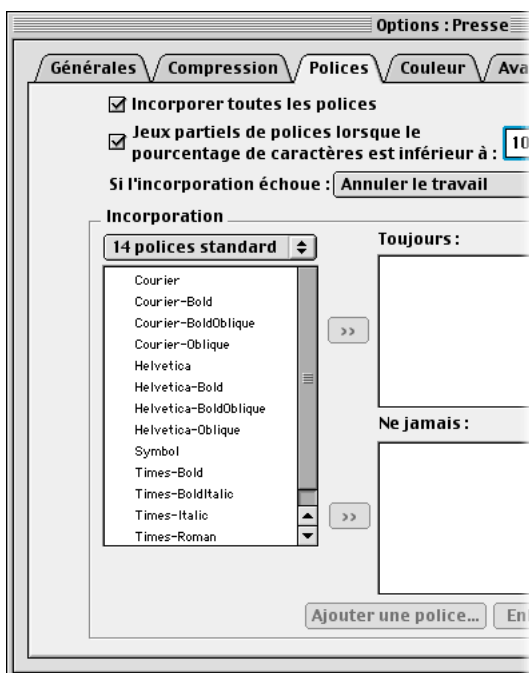 Options : Presse
Générales
Compression
Polices
Couleur
Incorporer toutes les polices
Jeux partiels de polices lorsque le
pourcentage de caractères est inférieur à :
Si l'incorporation échoue : Annuler le travail
Incorporation
14 polices standard
Toujours :
Courier
Courier-Bold
Courier-BoldOblique
>>
Courier-Oblique
Helvetica
Helvetica-Bold
Helvetica-BoldOblique
Ne jamais :
Helvetica-Oblique
Symbol
Times-Bold
Times-BoldItalic
Times-Italic
>>
Times-Roman
Ajouter une police...